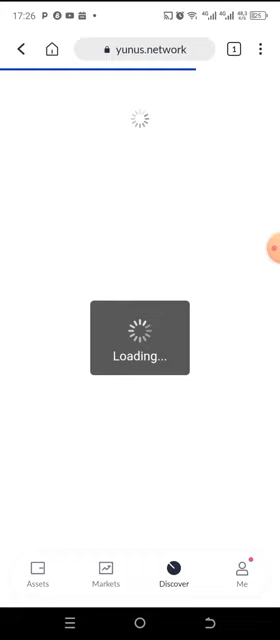 17:26
yunus.network
1
Loading...
Assets
Markets
Discover
Me